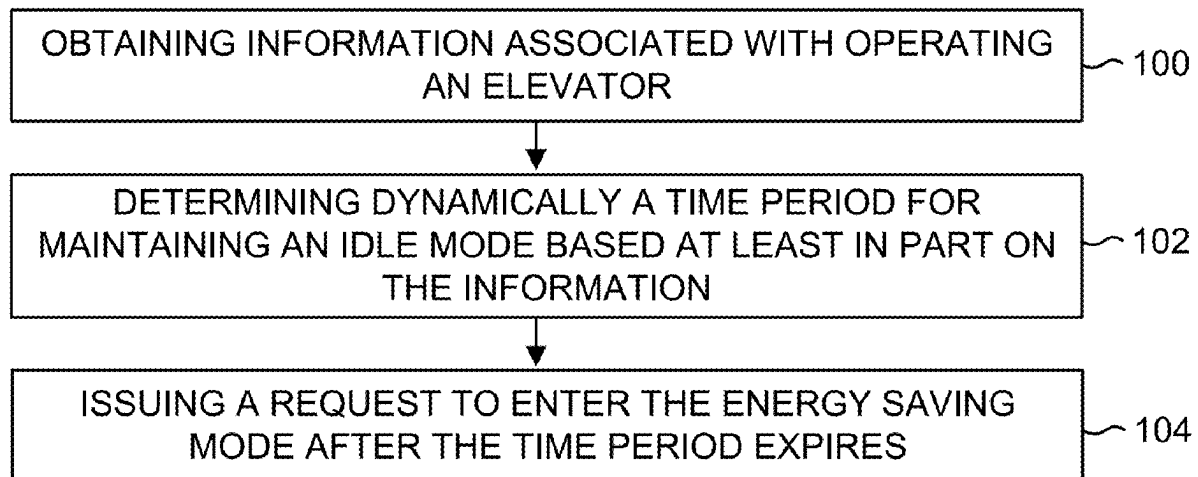 OBTAINING INFORMATION ASSOCIATED WITH OPERATING
AN ELEVATOR
100
DETERMINING DYNAMICALLY A TIME PERIOD FOR
MAINTAINING AN IDLE MODE BASED AT LEAST IN PART ON
THE INFORMATION
102
ISSUING A REQUEST TO ENTER THE ENERGY SAVING
MODE AFTER THE TIME PERIOD EXPIRES
104